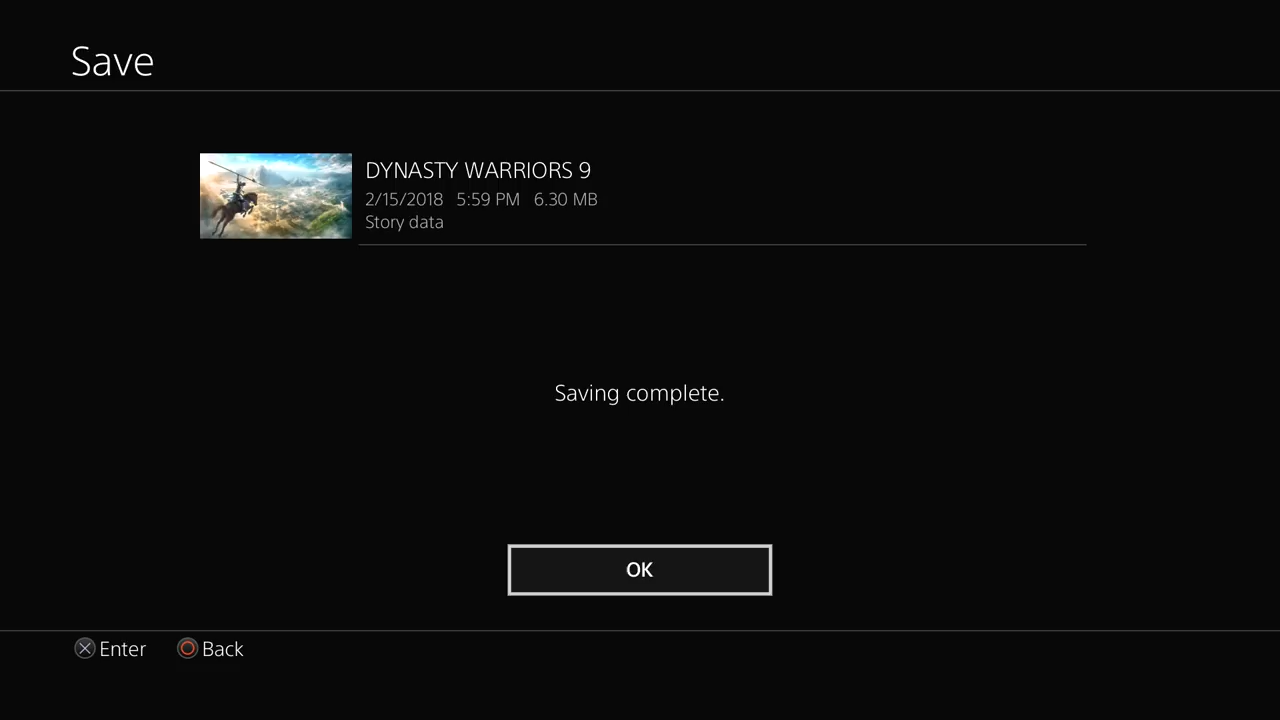 Save
DYNASTY WARRIORS 9
2/15/2018 5:59 PM 6.30 MB
Story data
Saving complete.
OK
Enter Back